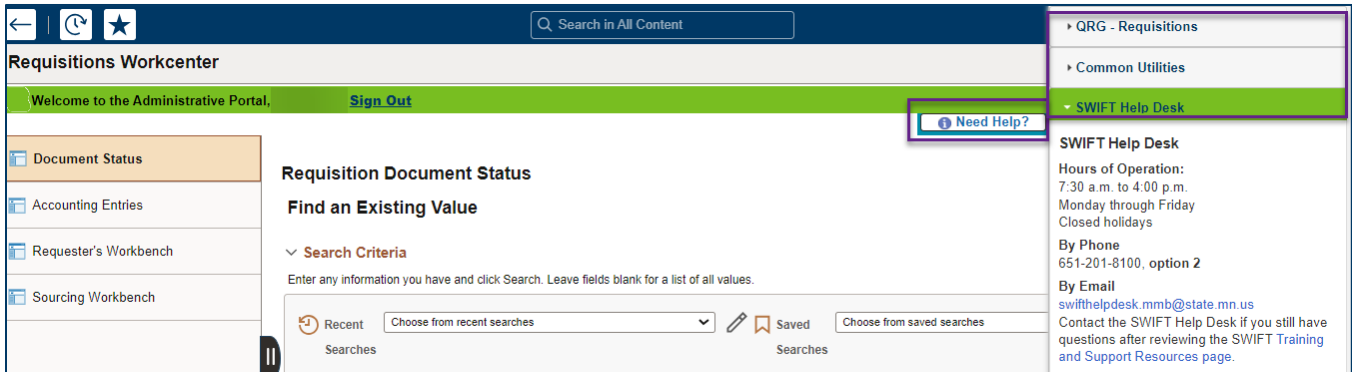 Search in All Content
Requisitions Workcenter
Welcome to the Administrative Portal, Sign Out
Need Help?
Document Status
Accounting Entries
Requester's Workbench
Sourcing Workbench
Requisition Document Status
Find an Existing Value
Search Criteria
Enter any information you have and click Search. Leave fields blank for a list of all values.
Recent Searches
Choose from recent searches
Saved Searches
Choose from saved searches
QRG - Requisitions
Common Utilities
SWIFT Help Desk
SWIFT Help Desk
Hours of Operation:
7:30 a.m. to 4:00 p.m.
Monday through Friday
Closed holidays
By Phone
651-201-8100, option 2
By Email
swifthelpdesk.mmb@state.mn.us
Contact the SWIFT Help Desk if you still have
questions after reviewing the SWIFT Training
and Support Resources page.